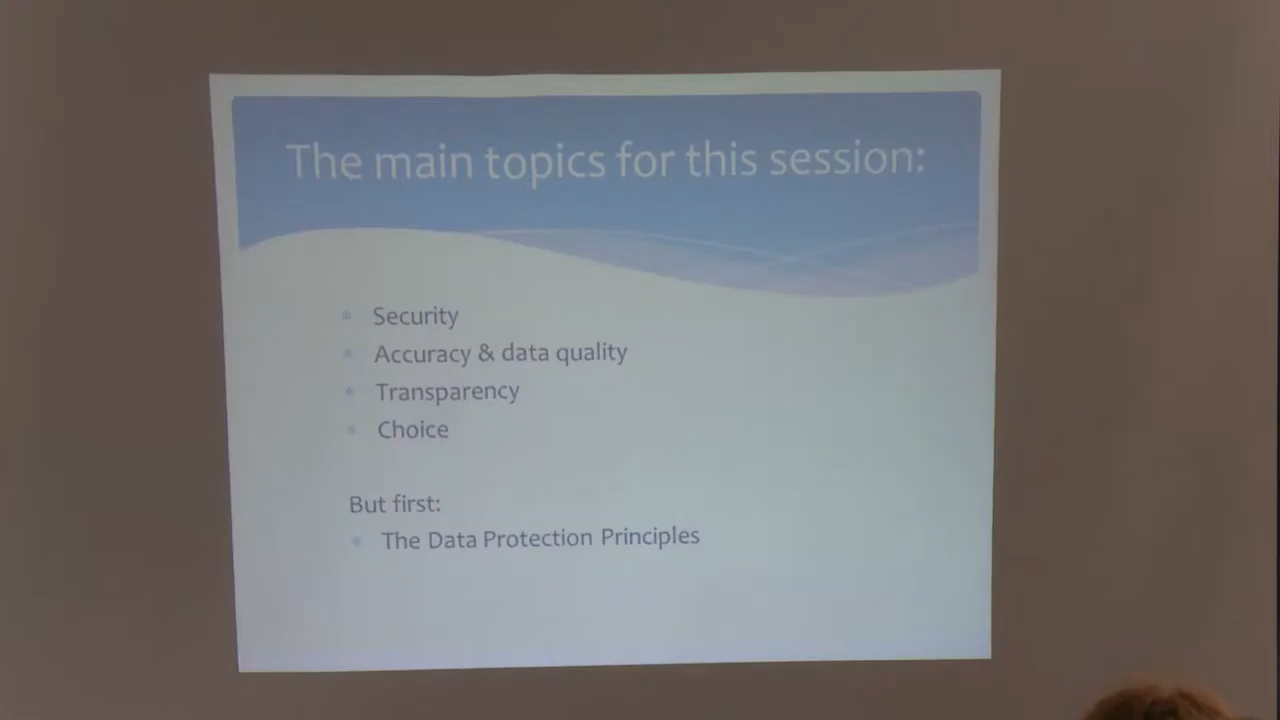 The main topics for this session:
Security
Accuracy & data quality
Transparency
Choice
But first:
The Data Protection Principles